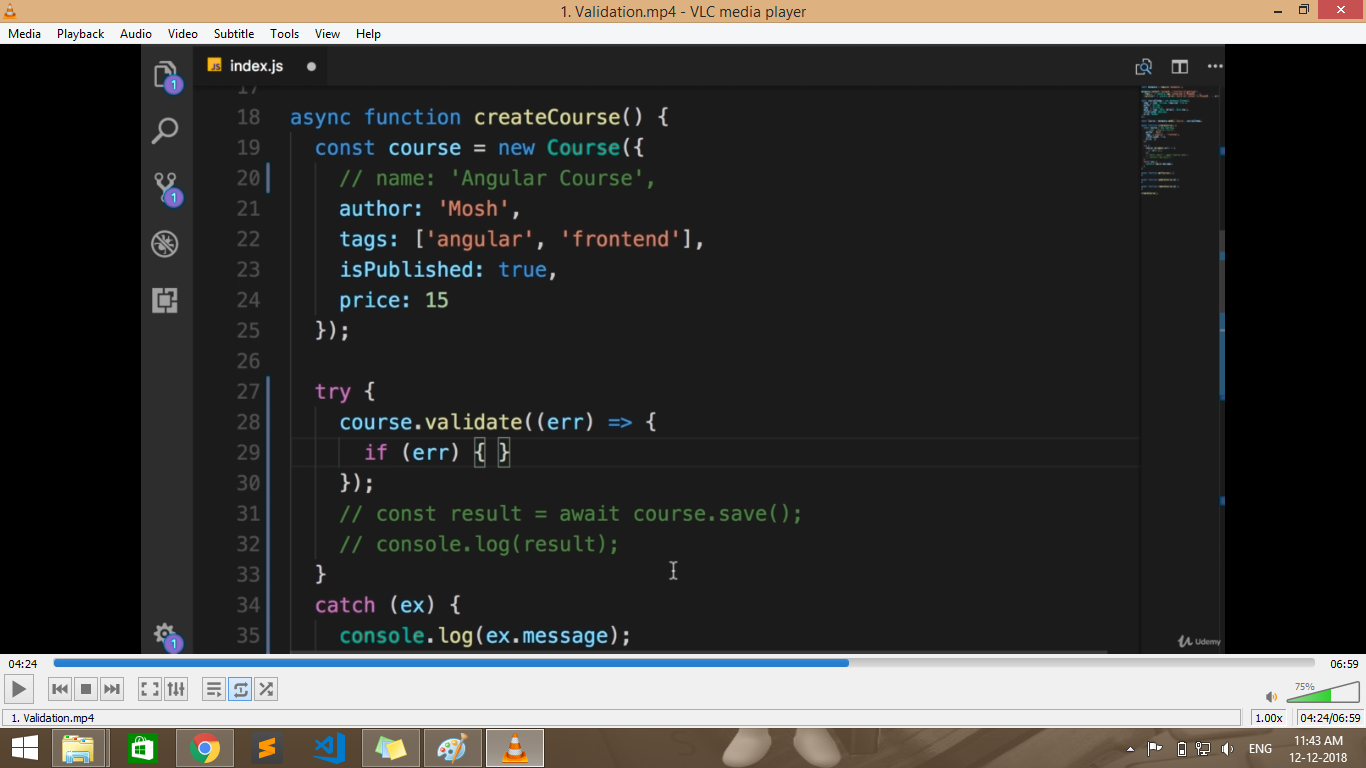 1. Validation.mp4 - VLC media player
Media Playback Audio Video Subtitle Tools View Help
JS index.js
17
18 async function createCourse() {
19 const course = new Course({
20 // name: 'Angular Course',
21 author: 'Mosh',
22 tags: ['angular', 'frontend'],
23 isPublished: true,
24 price: 15
25 });
26
27 try {
28 course.validate((err) => {
29 if (err) { }
30 });
31 // const result = await course.save();
32 // console.log(result);
33 }
34 catch (ex) {
35 console.log(ex.message);
1
1
1
Udemy
04:24 06:59
75%
1. Validation.mp4 1.00x 04:24/06:59
ENG
11:43 AM
12-12-2018